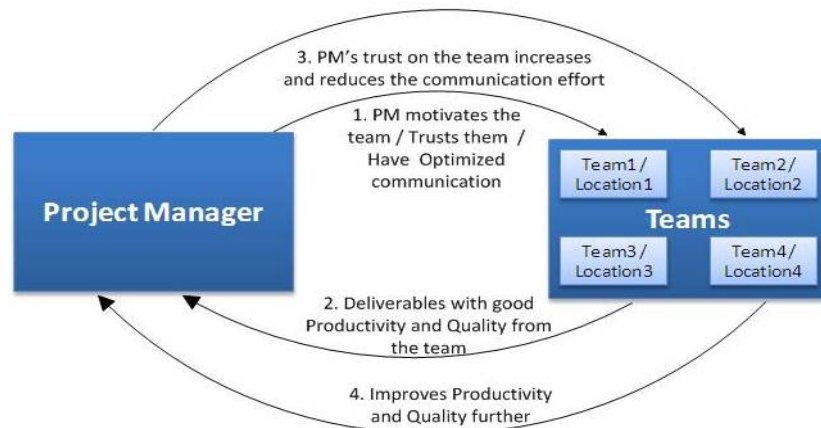 3. PM's trust on the team increases
and reduces the communication effort
1. PM motivates the
team / Trusts them /
Have Optimized
communication
Project Manager
Team1/
Location1
Team2/
Location2
Teams
Team3/
Location3
Team4/
Location4
2. Deliverables with good
Productivity and Quality from
the team
4. Improves Productivity
and Quality further